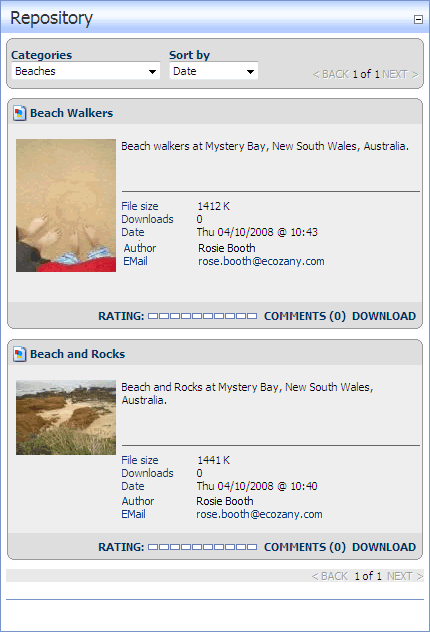 Repository
Categories Sort by
Beaches Date < BACK 1 of 1 NEXT >
Beach Walkers
Beach walkers at Mystery Bay, New South Wales, Australia.
File size 1412 K
Downloads 0
Date Thu 04/10/2008 @ 10:43
Author Rosie Booth
EMail rose.booth@ecozany.com
RATING: COMMENTS (0) DOWNLOAD
Beach and Rocks
Beach and Rocks at Mystery Bay, New South Wales,
Australia.
File size 1441 K
Downloads 0
Date Thu 04/10/2008 @ 10:40
Author Rosie Booth
EMail rose.booth@ecozany.com
RATING: COMMENTS (0) DOWNLOAD
< BACK 1 of 1 NEXT >